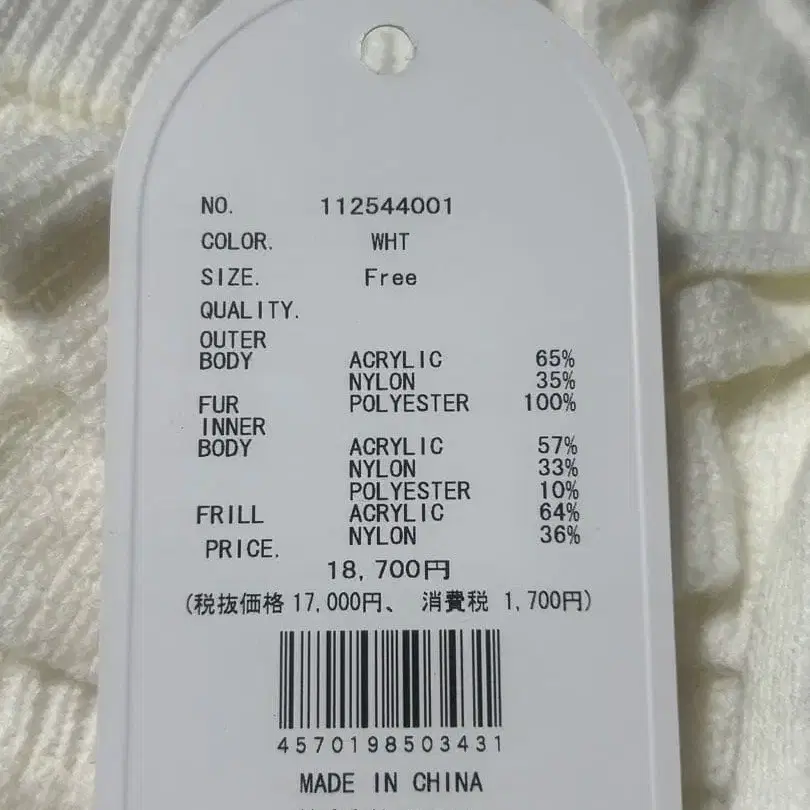 NO. 112544001
COLOR. WHT
SIZE. Free
QUALITY.
OUTER
BODY ACRYLIC 65%
NYLON 35%
FUR POLYESTER 100%
INNER
BODY ACRYLIC 57%
NYLON 33%
POLYESTER 10%
FRILL ACRYLIC 64%
NYLON 36%
PRICE.
18,700円
(税抜価格 17,000円、 消費税 1,700円)
4570198503431
MADE IN CHINA